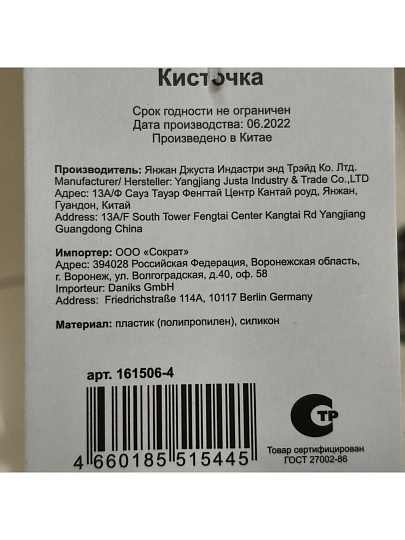 Кисточка
Срок годности не ограничен
Дата производства: 06.2022
Произведено в Китае
Производитель: Янжан Джуста Индастри энд Трэйд Ко. Лтд.
Manufacturer/ Hersteller: Yangjiang Justa Industry & Trade Co.,LTD
Адрес: 13А/Ф Сауз Тауэр Фенгтай Центр Кантай роуд, Янжан,
Гуандон, Китай
Address: 13A/F South Tower Fengtai Center Kangtai Rd Yangjiang
Guangdong China
Импортер: ООО «Сократ»
Адрес: 394028 Российская Федерация, Воронежская область,
г. Воронеж, ул. Волгоградская, д.40, оф. 58
Importeur: Daniks GmbH
Address: Friedrichstraße 114A, 10117 Berlin Germany
Материал: пластик (полипропилен), силикон
арт. 161506-4
4 660185 515445
СТР
Товар сертифицирован
ГОСТ 27002-86